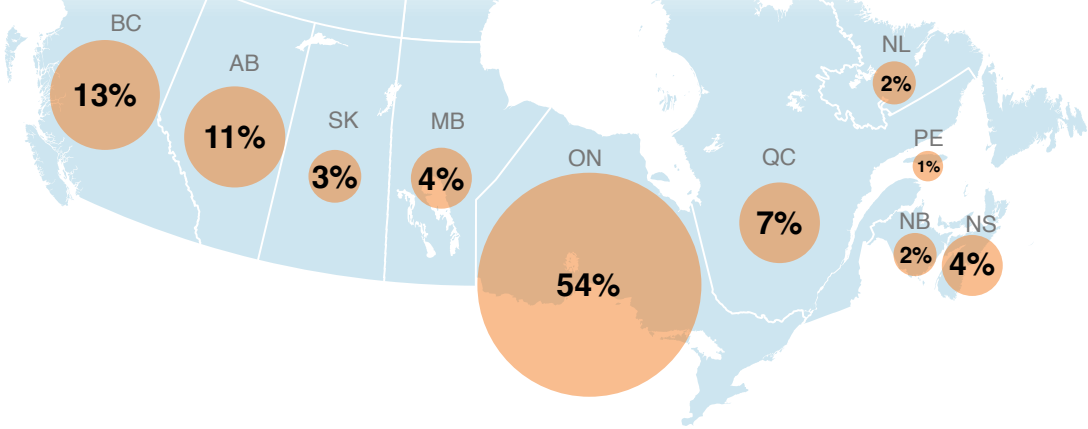 BC
13%
AB
11%
SK
3%
MB
4%
ON
54%
QC
7%
NL
2%
PE
1%
NB
2%
NS
4%